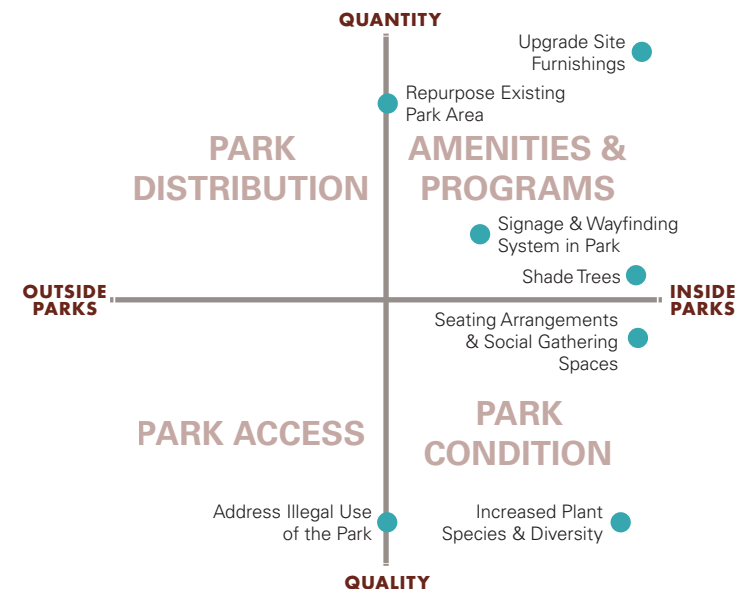 QUANTITY
Upgrade Site
Furnishings
Repurpose Existing
Park Area
PARK
DISTRIBUTION
AMENITIES &
PROGRAMS
Signage & Wayfinding
System in Park
Shade Trees
OUTSIDE
PARKS
INSIDE
PARKS
Seating Arrangements
& Social Gathering
Spaces
PARK ACCESS
PARK
CONDITION
Address Illegal Use
of the Park
Increased Plant
Species & Diversity
QUALITY